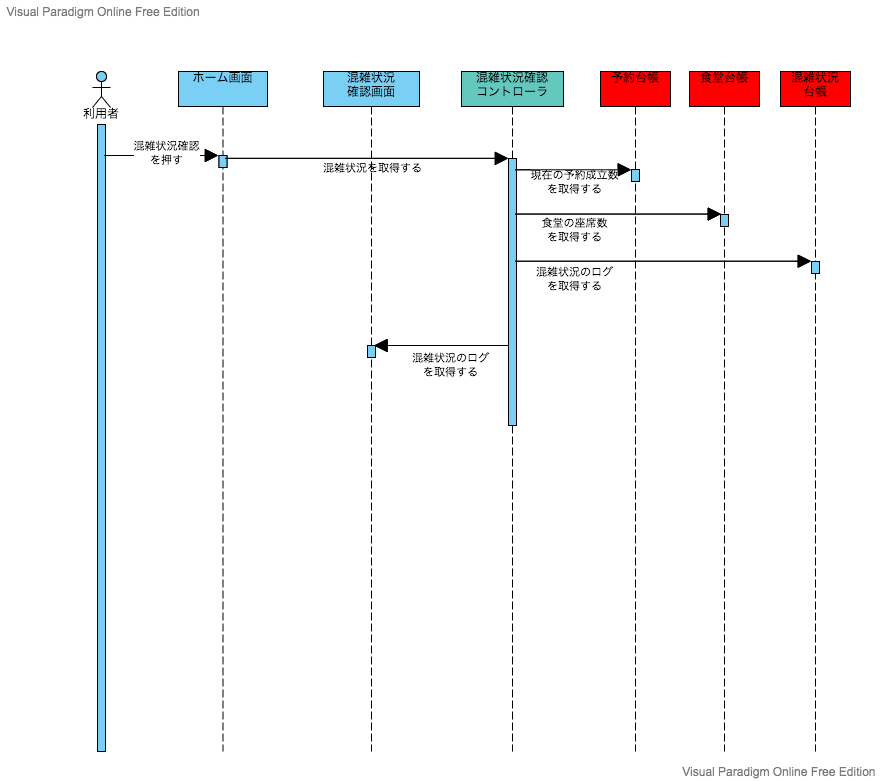 Visual Paradigm Online Free Edition
ホーム画面
混雑状況
確認画面
混雑状況確認
コントローラ
予約台帳
食堂台帳
混雑状況
台帳
利用者
混雑状況確認
を押す
混雑状況を取得する
現在の予約成立数
を取得する
食堂の座席数
を取得する
混雑状況のログ
を取得する
混雑状況のログ
を取得する
Visual Paradigm Online Free Edition